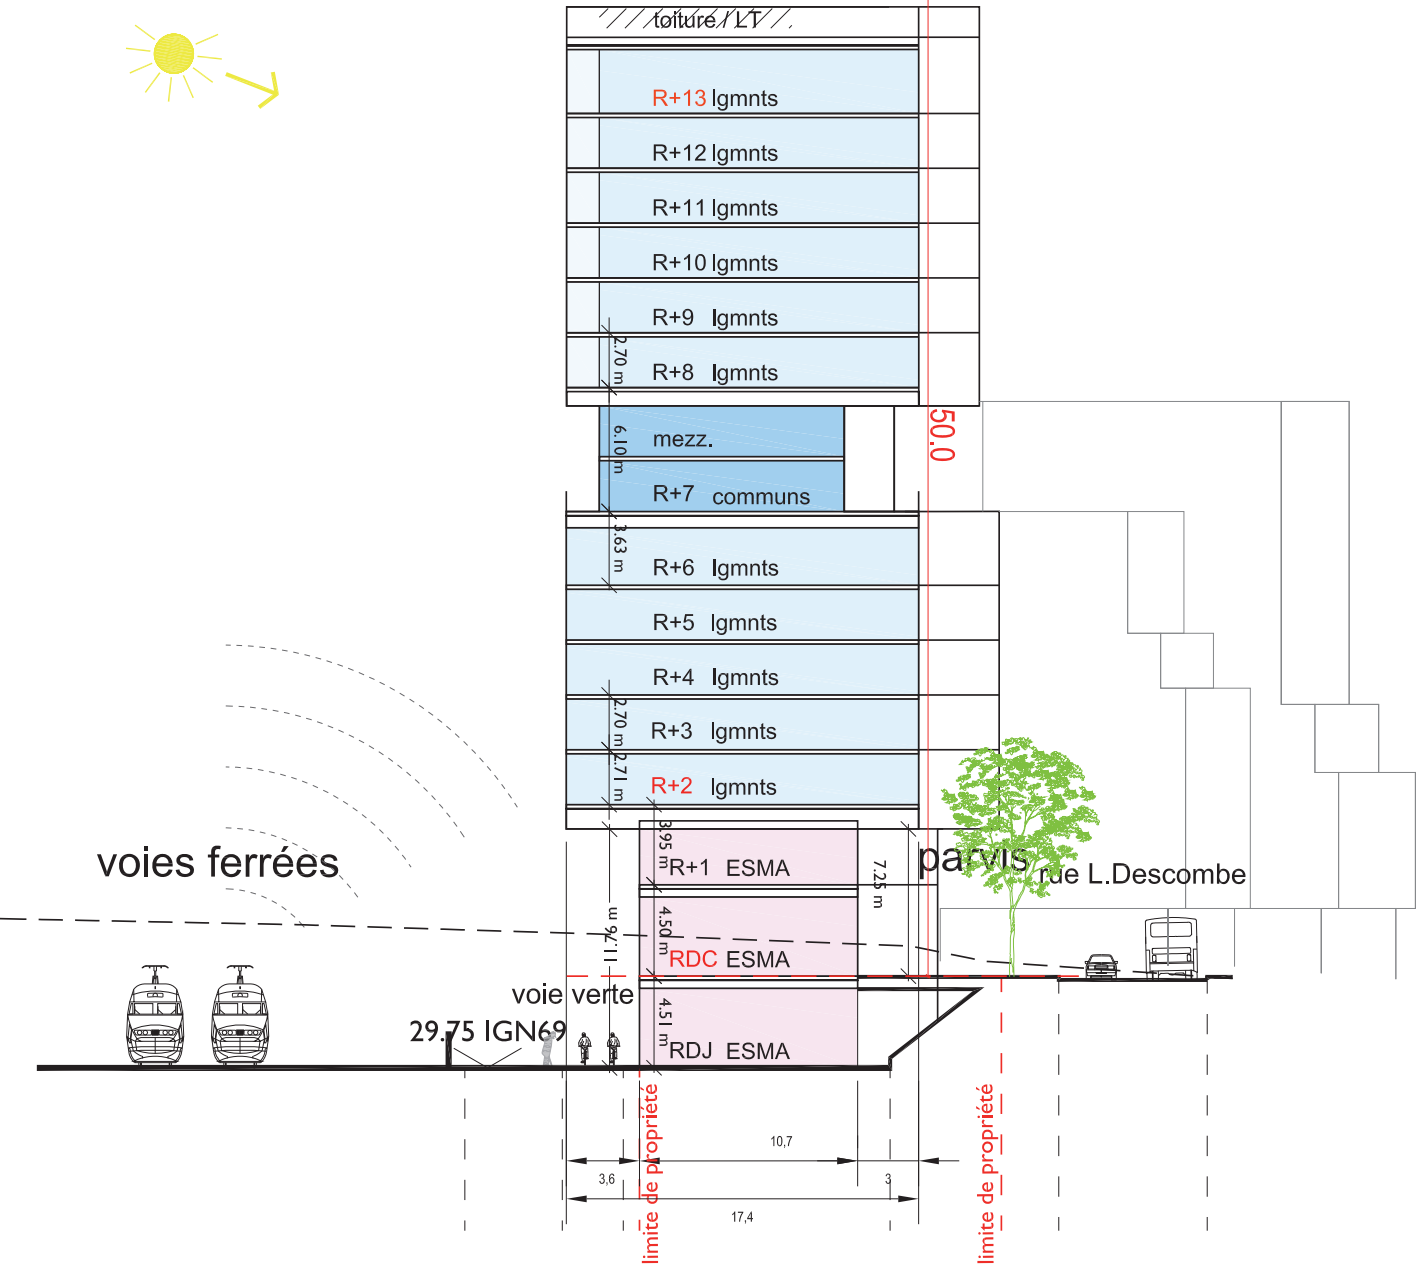 toiture / LT
R+13 lgmnts
R+12 lgmnts
R+11 lgmnts
R+10 lgmnts
R+9 lgmnts
2.70 m
R+8 lgmnts
50.0
6.10 m
mezz.
R+7 communs
3.63 m
R+6 lgmnts
R+5 lgmnts
R+4 lgmnts
2.70 m
R+3 lgmnts
2.71 m
R+2 lgmnts
3.95 m
voies ferrées
R+1 ESMA
7.25 m
parvis
rue L.Descombe
11.76 m
4.50 m
RDC ESMA
voie verte
29.75 IGN69
4.51 m
RDJ ESMA
limite de propriété
limite de propriété
10,7
3,6
3
17,4